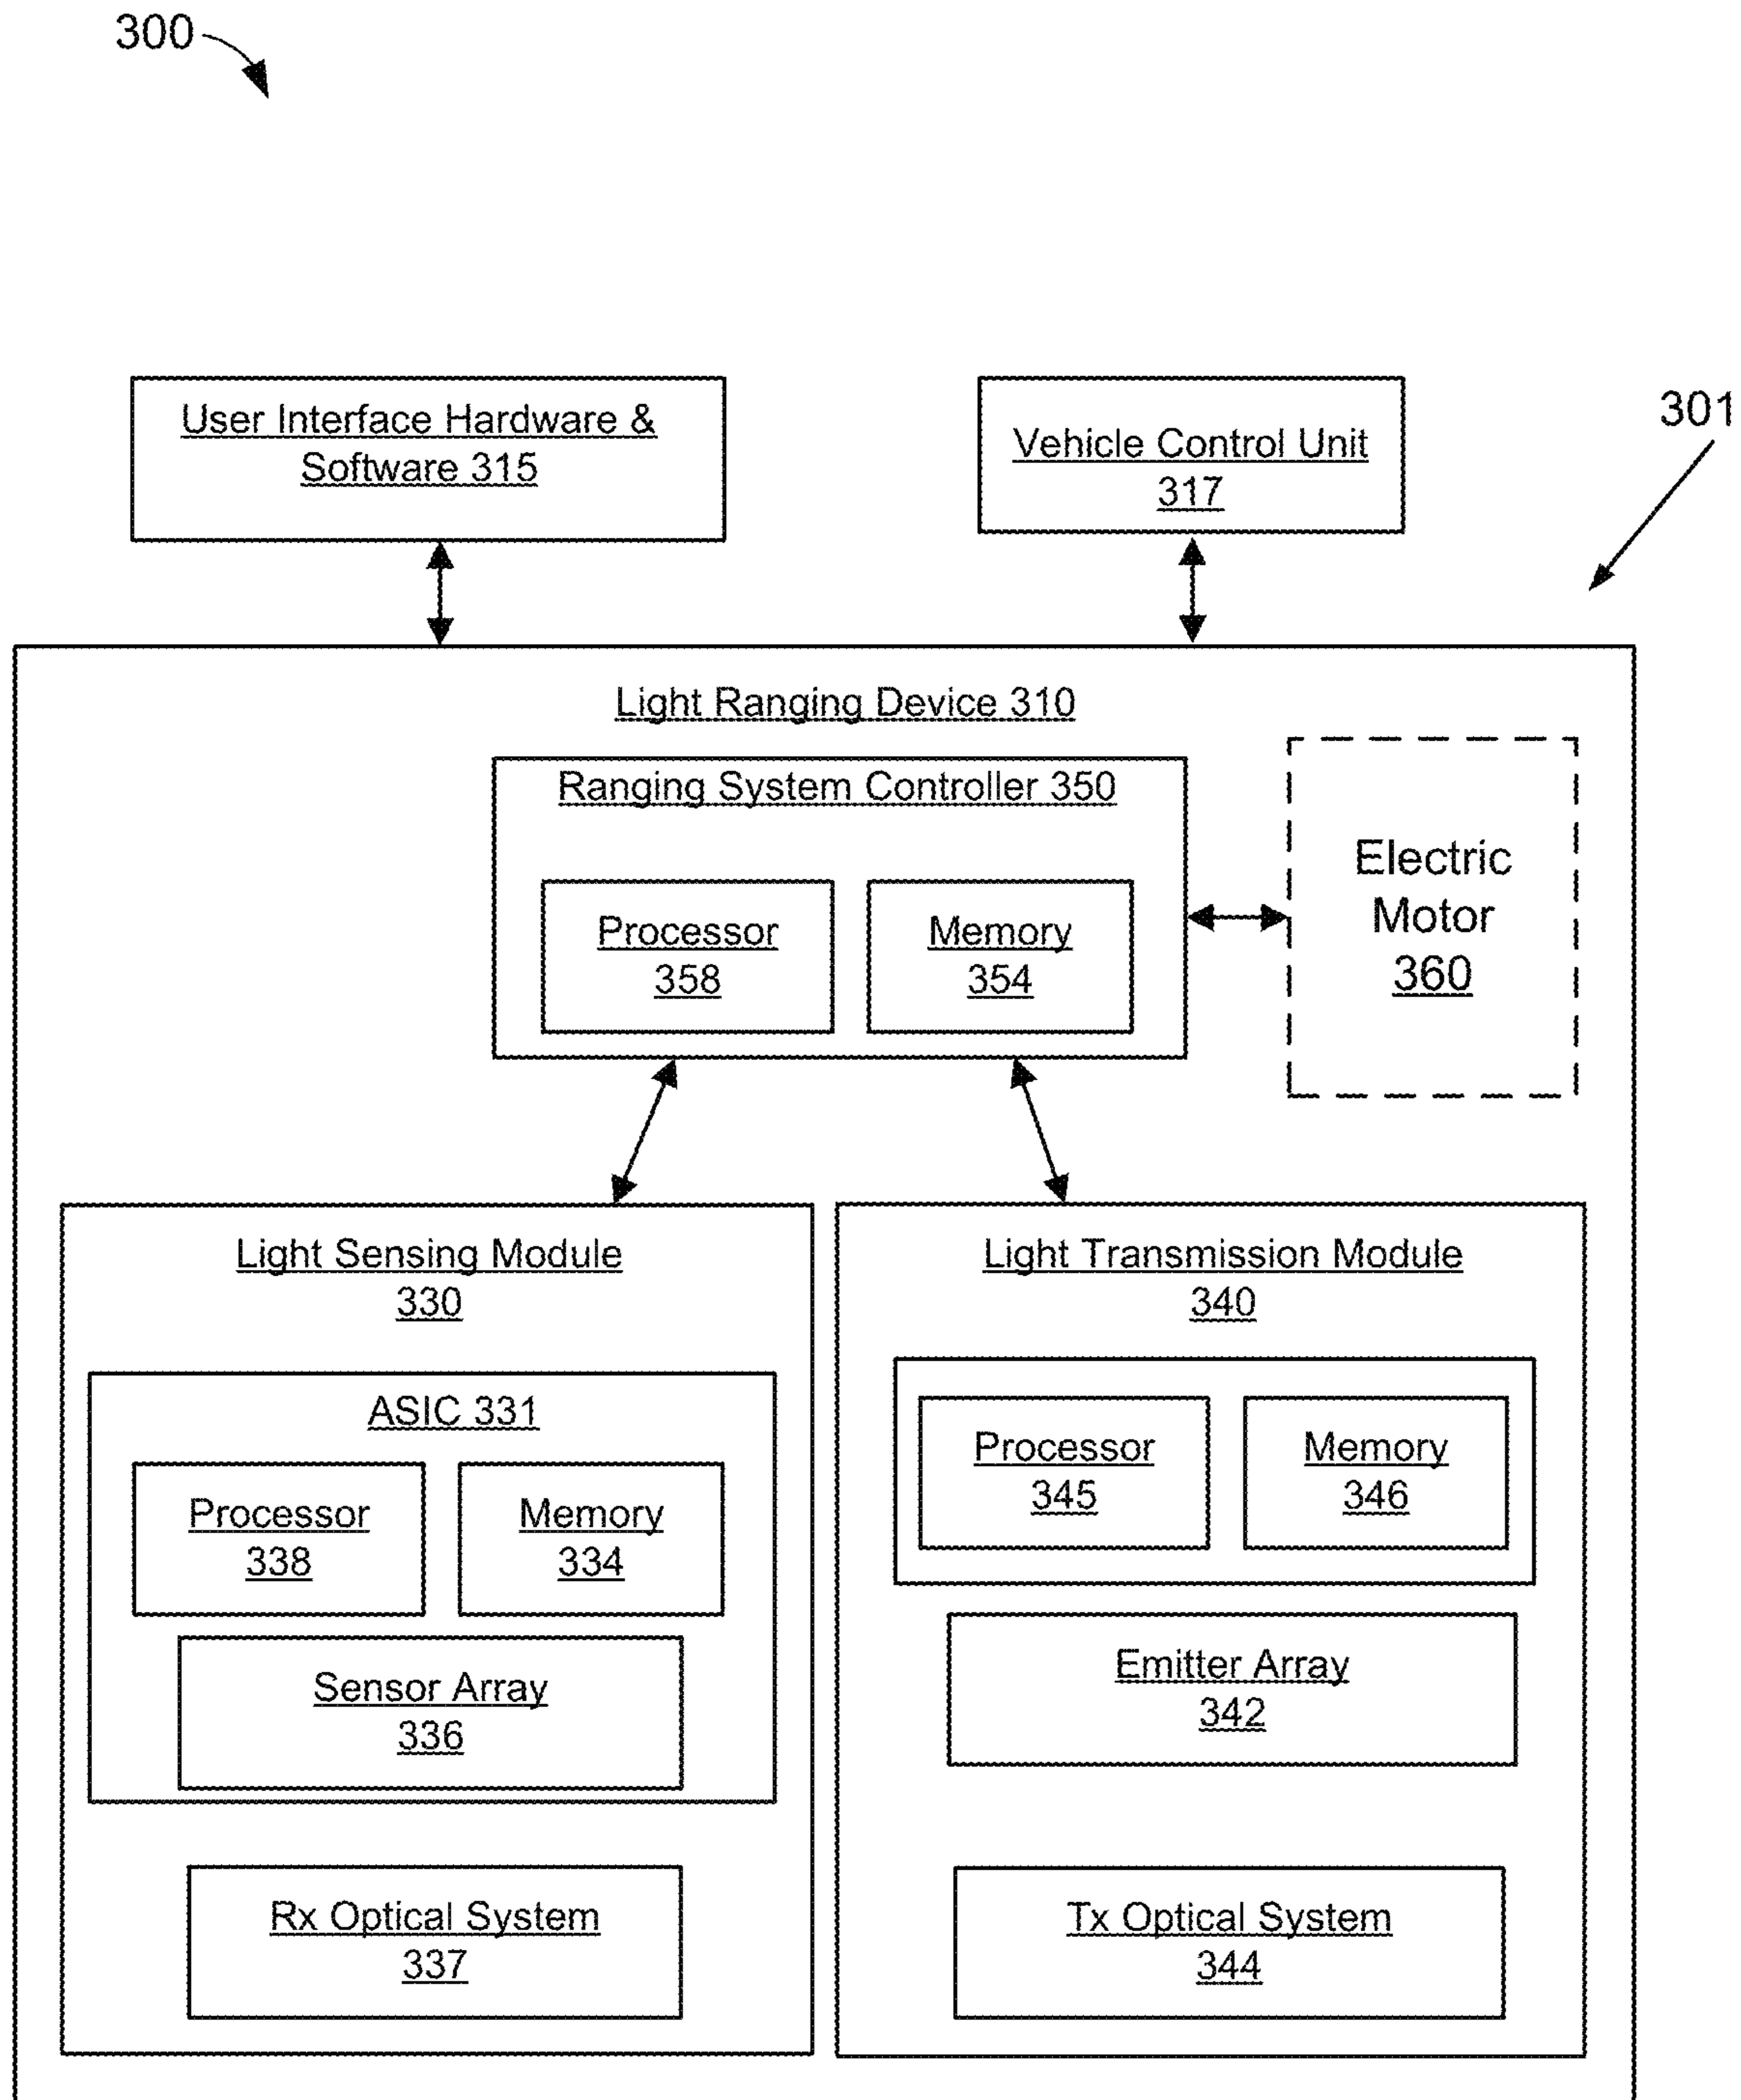 300
User Interface Hardware &
Software 315
Vehicle Control Unit
317
301
Light Ranging Device 310
Ranging System Controller 350
Processor
358
Memory
354
Electric
Motor
360
Light Sensing Module
330
ASIC 331
Processor
338
Memory
334
Sensor Array
336
Rx Optical System
337
Light Transmission Module
340
Processor
345
Memory
346
Emitter Array
342
Tx Optical System
344